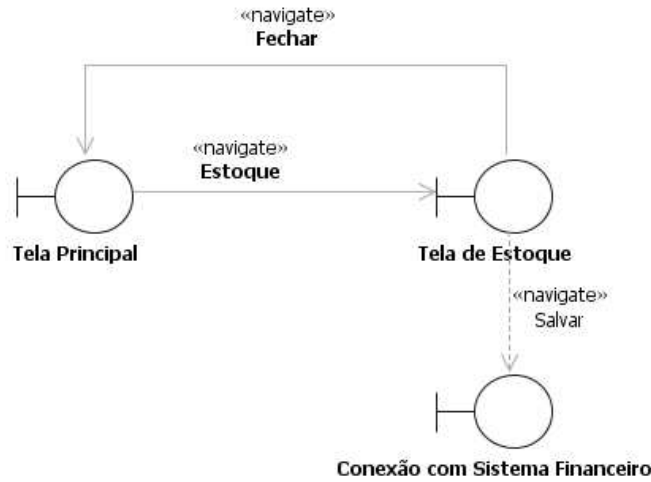 «navigate»
Fechar
«navigate»
Estoque
Tela Principal
Tela de Estoque
«navigate»
Salvar
Conexão com Sistema Financeiro